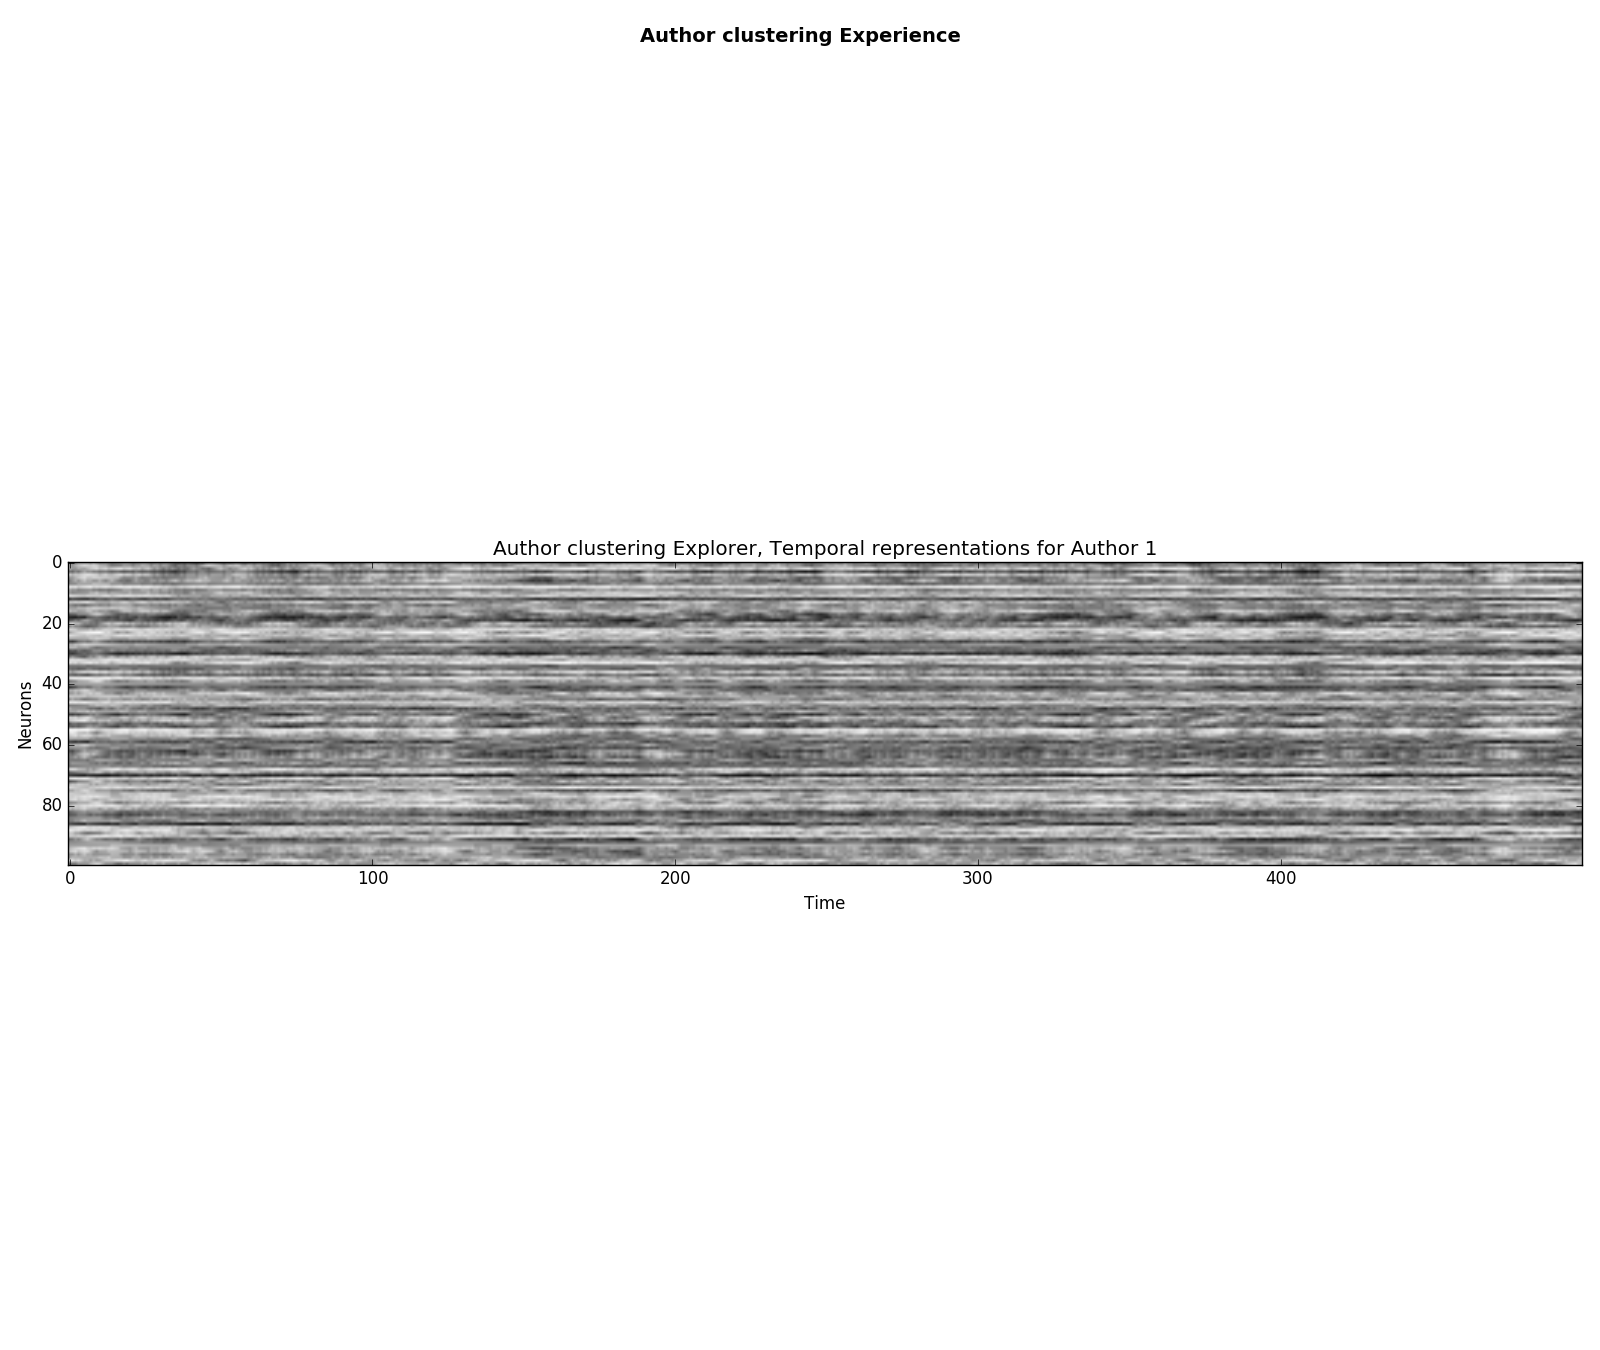 Author clustering Experience
Author clustering Explorer, Temporal representations for Author 1
0
20
40
60
80
Neurons
0 100 200 300 400
Time